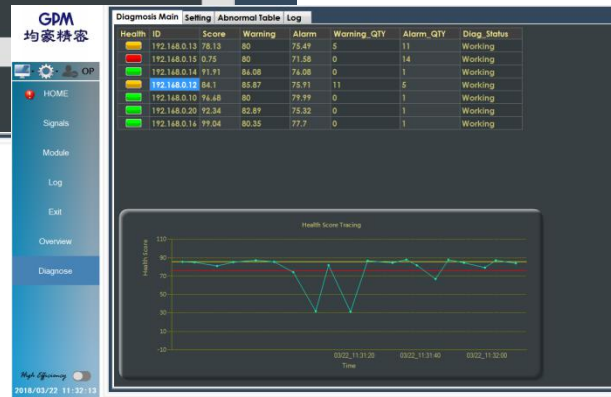 GPM
均豪精密
OP
HOME
Signals
Module
Log
Exit
Overview
Diagnose
High Efficiency
2018/03/22 11:32:13
Diagnosis Main Setting Abnormal Table Log
Health ID Score Warning Alarm Warning_QTY Alarm_QTY Diag_Status
192.168.0.13 78.13 80 75.49 5 11 Working
192.168.0.15 0.75 80 71.58 0 14 Working
192.168.0.14 91.91 86.08 76.08 0 1 Working
192.168.0.12 84.1 85.87 75.91 11 5 Working
192.168.0.10 96.68 80 79.99 0 1 Working
192.168.0.20 92.34 82.89 75.32 0 1 Working
192.168.0.16 99.04 80.35 77.7 0 1 Working
Health Score Tracing
Health Score
110
90
70
50
30
10
-10
03/22_11:31:20 03/22_11:31:40 03/22_11:32:00
Time